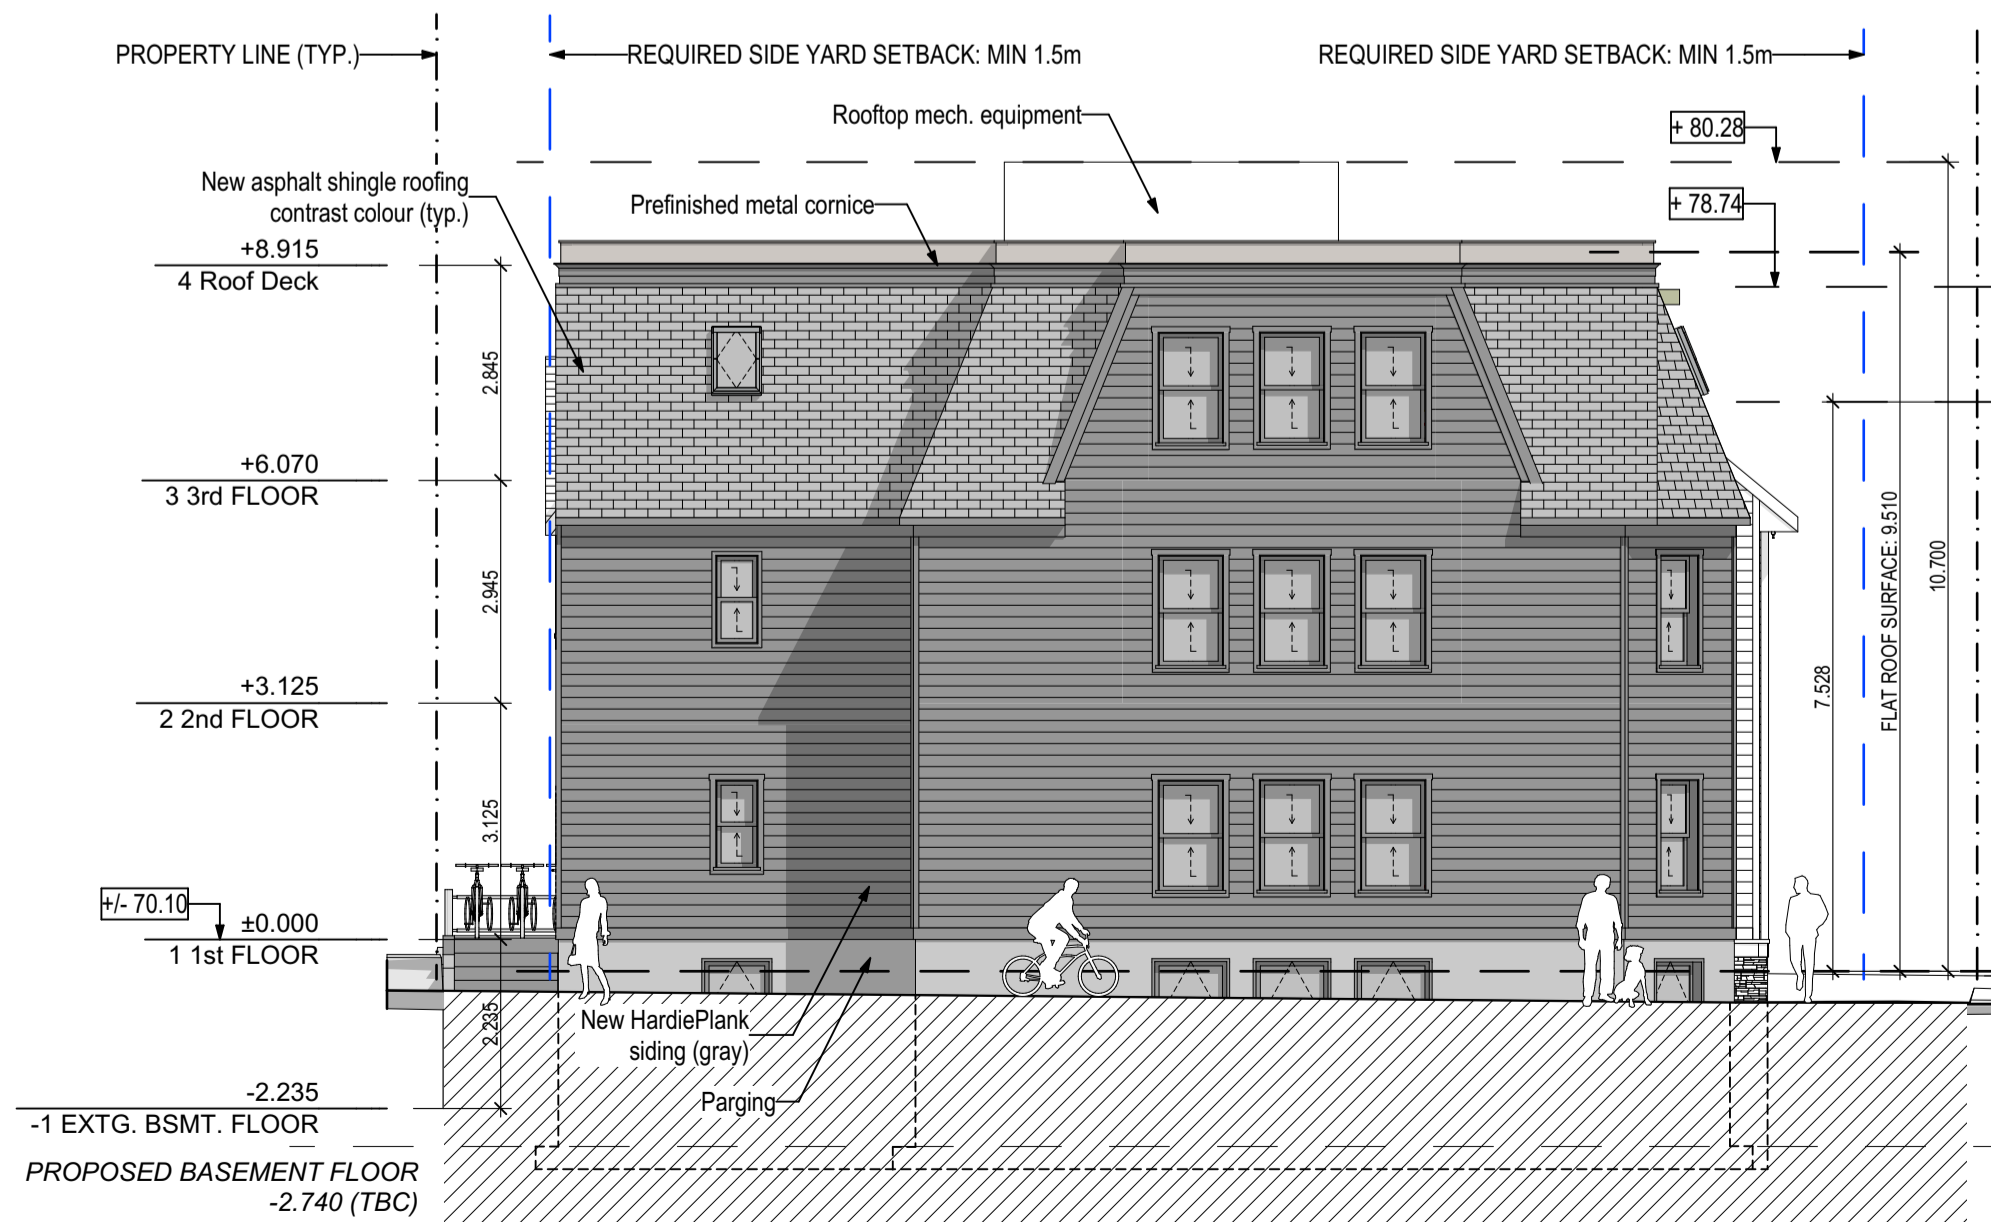 PROPERTY LINE (TYP.)
REQUIRED SIDE YARD SETBACK: MIN 1.5m
REQUIRED SIDE YARD SETBACK: MIN 1.5m
Rooftop mech. equipment
+ 80.28
New asphalt shingle roofing
contrast colour (typ.)
Prefinished metal cornice
+ 78.74
+8.915
4 Roof Deck
2.845
+6.070
3 3rd FLOOR
2.945
+3.125
2 2nd FLOOR
3.125
+/- 70.10
±0.000
1 1st FLOOR
2.235
-2.235
-1 EXTG. BSMT. FLOOR
PROPOSED BASEMENT FLOOR
-2.740 (TBC)
New HardiePlank
siding (gray)
Parging
7.528
FLAT ROOF SURFACE: 9.510
10.700